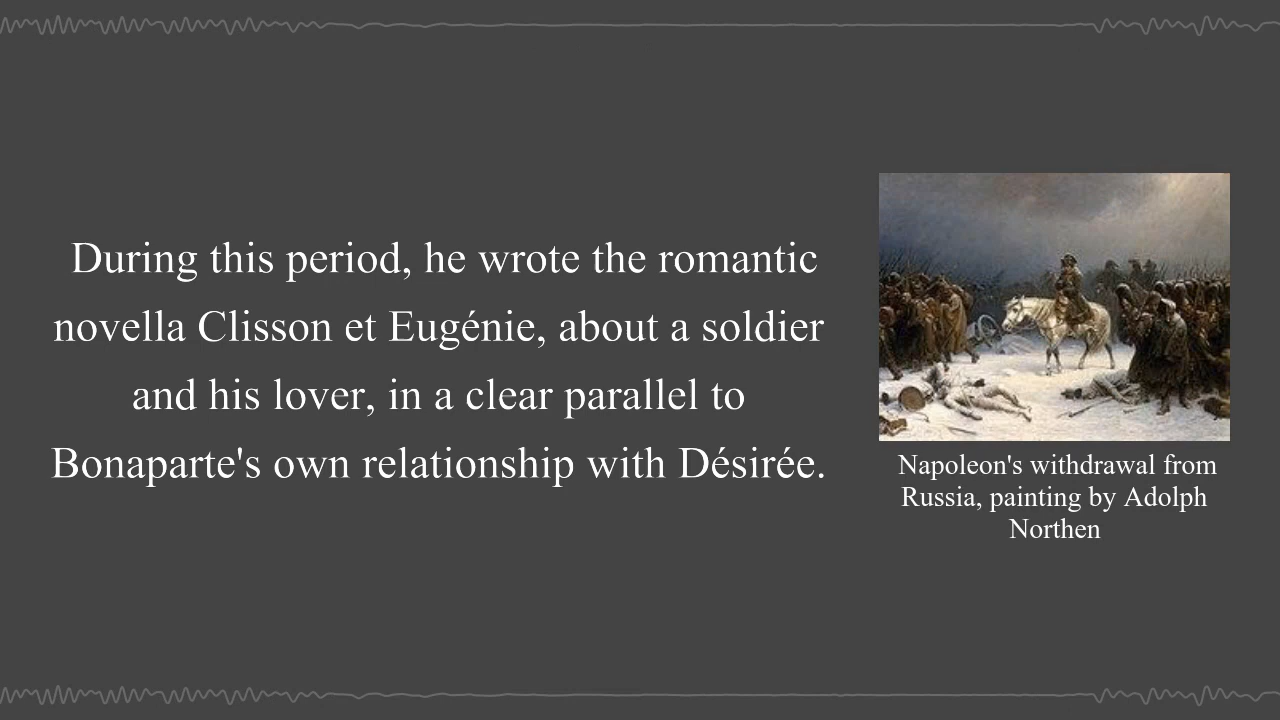 During this period, he wrote the romantic
novella Clisson et Eugénie, about a soldier
and his lover, in a clear parallel to
Bonaparte's own relationship with Désirée.
Napoleon's withdrawal from
Russia, painting by Adolph
Northen